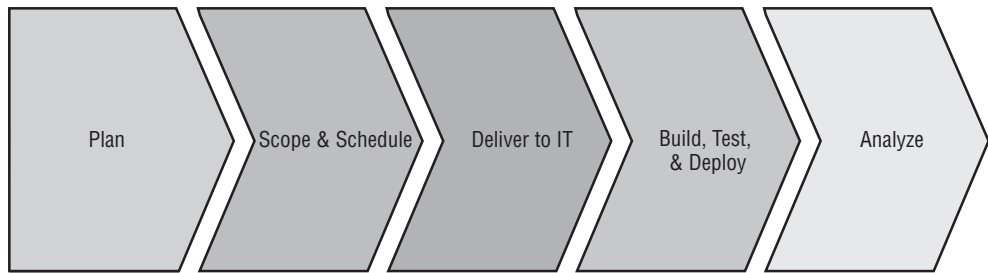 Plan
Scope & Schedule
Deliver to IT
Build, Test,
& Deploy
Analyze